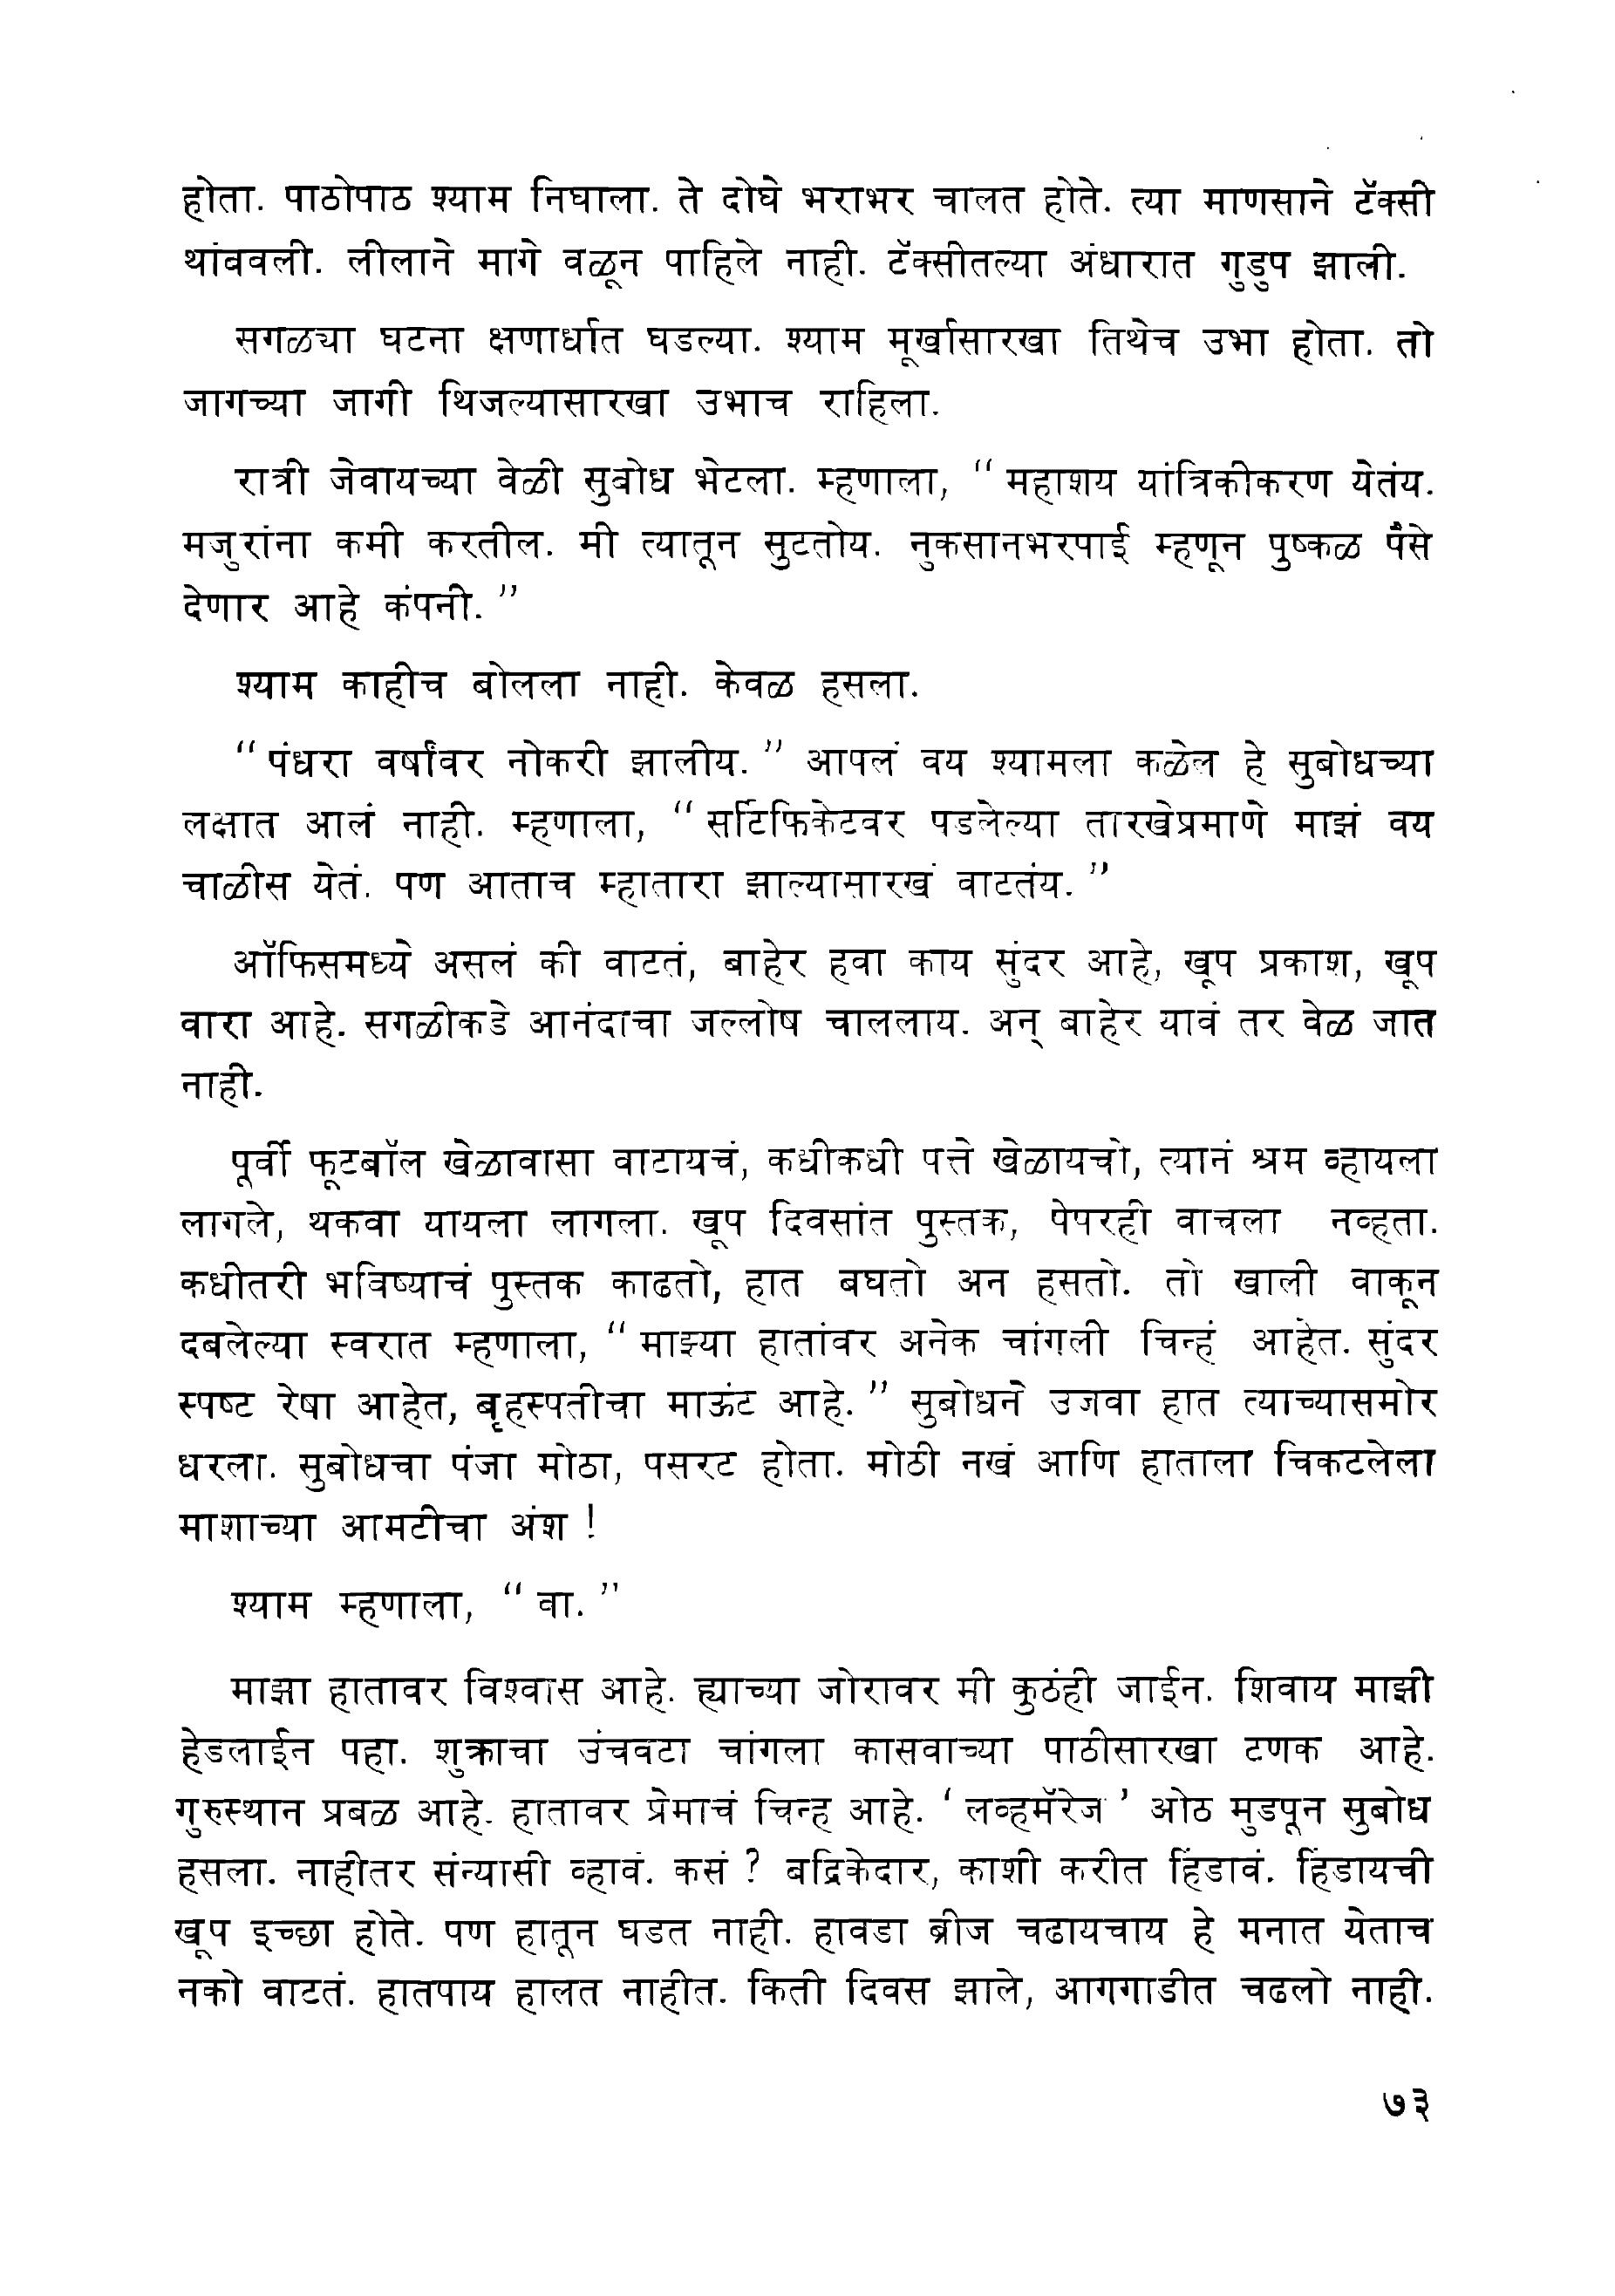 होता. पाठोपाठ श्याम निघाला. ते दोघे भराभर चालत होते. त्या माणसाने टॅक्सी
थांबवली. लीलाने मागे वळून पाहिले नाही. टॅक्सीतल्या अंधारात गुडुप झाली.
सगळ्या घटना क्षणार्धात घडल्या. श्याम मूर्खासारखा तिथेच उभा होता. तो
जागच्या जागी थिजल्यासारखा उभाच राहिला.
रात्री जेवायच्या वेळी सुबोध भेटला. म्हणाला, “ महाशय यांत्रिकीकरण येतंय.
मजुरांना कमी करतील. मी त्यातून सुटतोय. नुकसानभरपाई म्हणून पुष्कळ पैसे
देणार आहे कंपनी. ”
श्याम काहीच बोलला नाही. केवळ हसला.
“ पंधरा वर्षांवर नोकरी झालीय. ” आपलं वय श्यामला कळेल हे सुबोधच्या
लक्षात आलं नाही. म्हणाला, “ सर्टिफिकेटवर पडलेल्या तारखेप्रमाणे माझं वय
चाळीस येतं. पण आताच म्हातारा झाल्यासारखं वाटतंय. ”
ऑफिसमध्ये असलं की वाटतं, बाहेर हवा काय सुंदर आहे, खूप प्रकाश, खूप
वारा आहे. सगळीकडे आनंदाचा जल्लोष चाललाय. अन् बाहेर यावं तर वेळ जात
नाही.
पूर्वी फूटबॉल खेळावासा वाटायचं, कधीकधी पत्ते खेळायचो, त्यानं श्रम व्हायला
लागले, थकवा यायला लागला. खूप दिवसांत पुस्तक, पेपरही वाचला नव्हता.
कधीतरी भविष्याचं पुस्तक काढतो, हात बघतो अन हसतो. तो खाली वाकून
दबलेल्या स्वरात म्हणाला, “ माझ्या हातांवर अनेक चांगली चिन्हं आहेत. सुंदर
स्पष्ट रेषा आहेत, बृहस्पतीचा माऊंट आहे. ” सुबोधने उजवा हात त्याच्यासमोर
धरला. सुबोधचा पंजा मोठा, पसरट होता. मोठी नखं आणि हाताला चिकटलेला
माशाच्या आमटीचा अंश !
श्याम म्हणाला, “ वा. ”
माझा हातावर विश्वास आहे. ह्याच्या जोरावर मी कुठंही जाईन. शिवाय माझी
हेडलाईन पहा. शुक्राचा उंचवटा चांगला कासवाच्या पाठीसारखा टणक आहे.
गुरुस्थान प्रबळ आहे. हातावर प्रेमाचं चिन्ह आहे. ‘ लव्हमॅरेज ’ ओठ मुडपून सुबोध
हसला. नाहीतर संन्यासी व्हावं. कसं ? बद्रिकेदार, काशी करीत हिंडावं. हिंडायची
खूप इच्छा होते. पण हातून घडत नाही. हावडा ब्रीज चढायचाय हे मनात येताच
नको वाटतं. हातपाय हालत नाहीत. किती दिवस झाले, आगगाडीत चढलो नाही.
७३